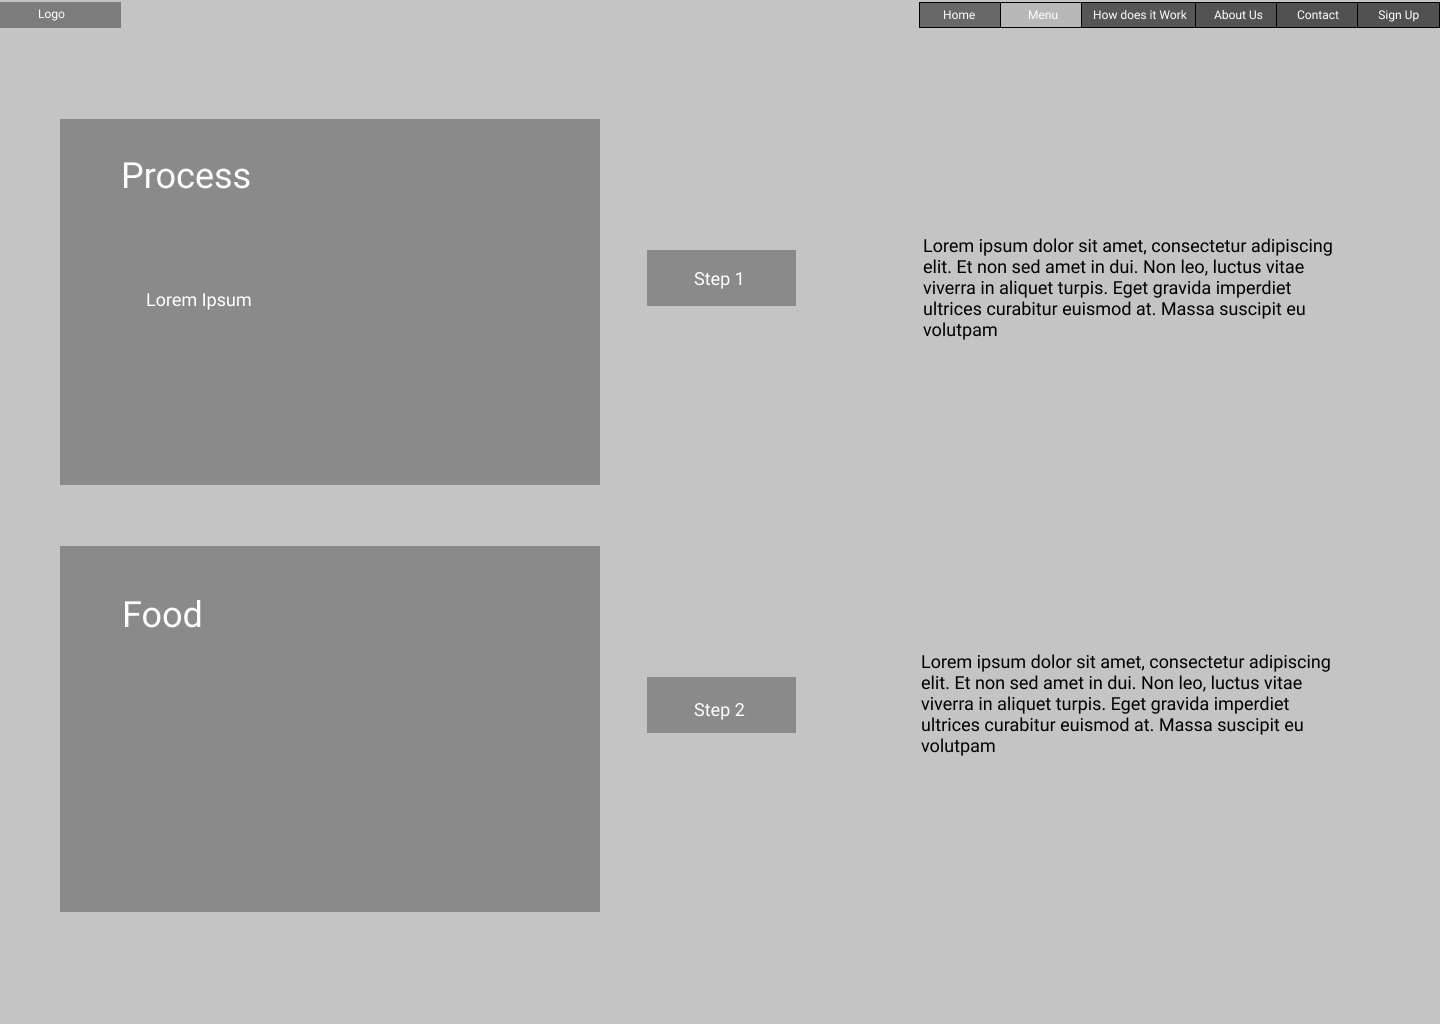 Logo
Home
Menu
How does it Work
About Us
Contact
Sign Up
Process
Lorem Ipsum
Step 1
Lorem ipsum dolor sit amet, consectetur adipiscing
elit. Et non sed amet in dui. Non leo, luctus vitae
viverra in aliquet turpis. Eget gravida imperdiet
ultrices curabitur euismod at. Massa suscipit eu
volutpam
Food
Step 2
Lorem ipsum dolor sit amet, consectetur adipiscing
elit. Et non sed amet in dui. Non leo, luctus vitae
viverra in aliquet turpis. Eget gravida imperdiet
ultrices curabitur euismod at. Massa suscipit eu
volutpam